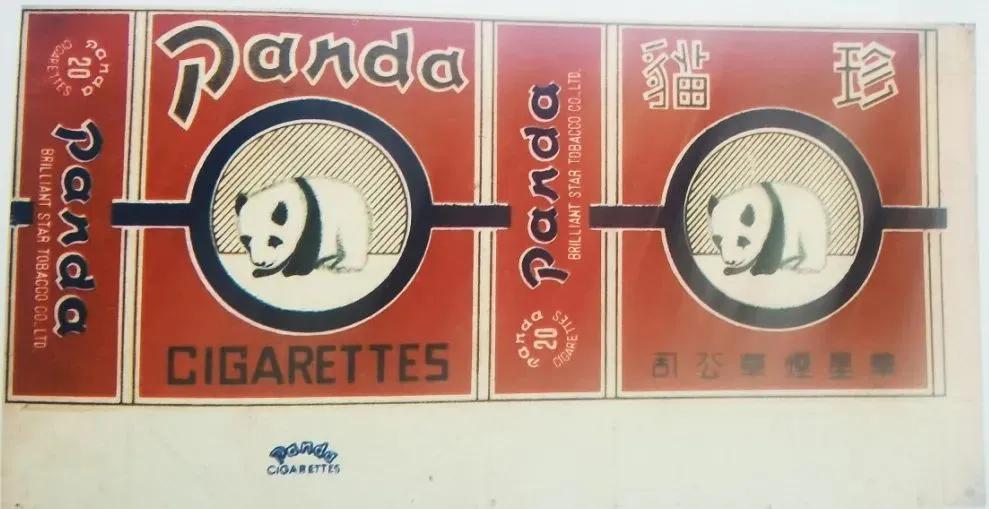 Panda
20
CIGARETTES
Panda
BRILLIANT STAR TOBACCO CO.,LTD.
Panda
CIGARETTES
Panda
BRILLIANT STAR TOBACCO CO.,LTD.
Panda
20
CIGARETTES
珍貓
華星煙草公司
Panda
CIGARETTES